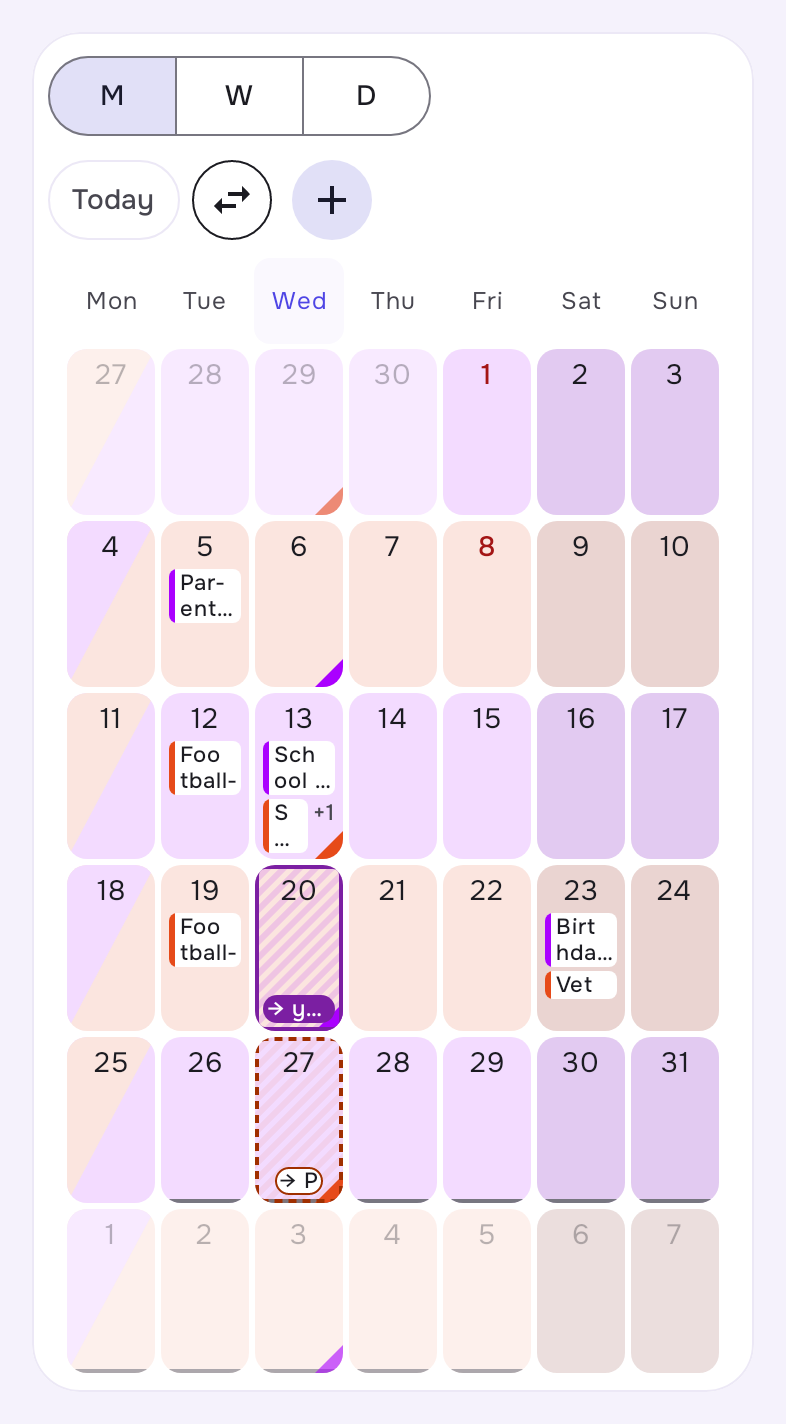 M W D
Today
Mon Tue Wed Thu Fri Sat Sun
27 28 29 30 1 2 3
4 5 6 7 8 9 10
Par-
ent...
11 12 13 14 15 16 17
Foo
tball-
Sch
ool ...
S
...
+1
18 19 20 21 22 23 24
Foo
tball-
→ y...
Birt
hda...
Vet
25 26 27 28 29 30 31
→ P
1 2 3 4 5 6 7